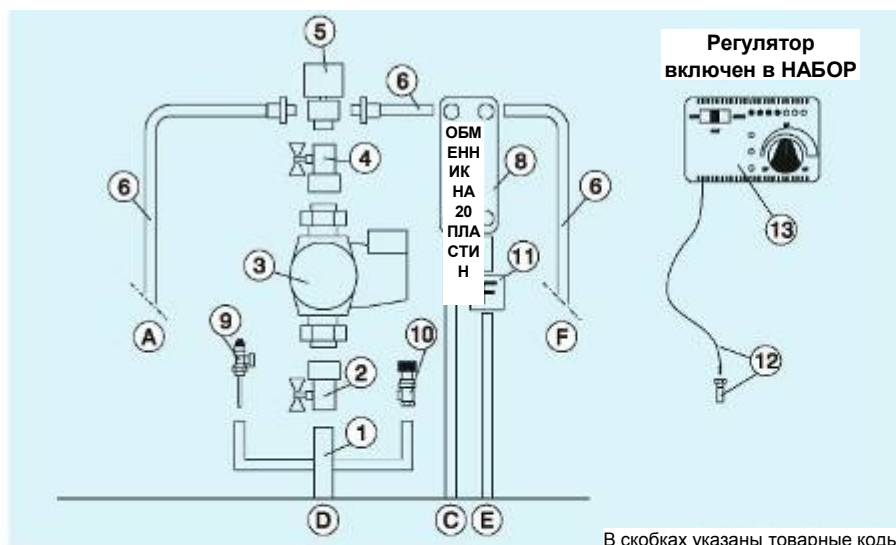 5
Регулятор
включен в НАБОР
6
ОБМ
ЕНН
ИК
НА
20
ПЛА
СТИ
Н
4
8
6
6
13
3
11
A
F
9
10
12
2
1
D
C
E
В скобках указаны товарные коды